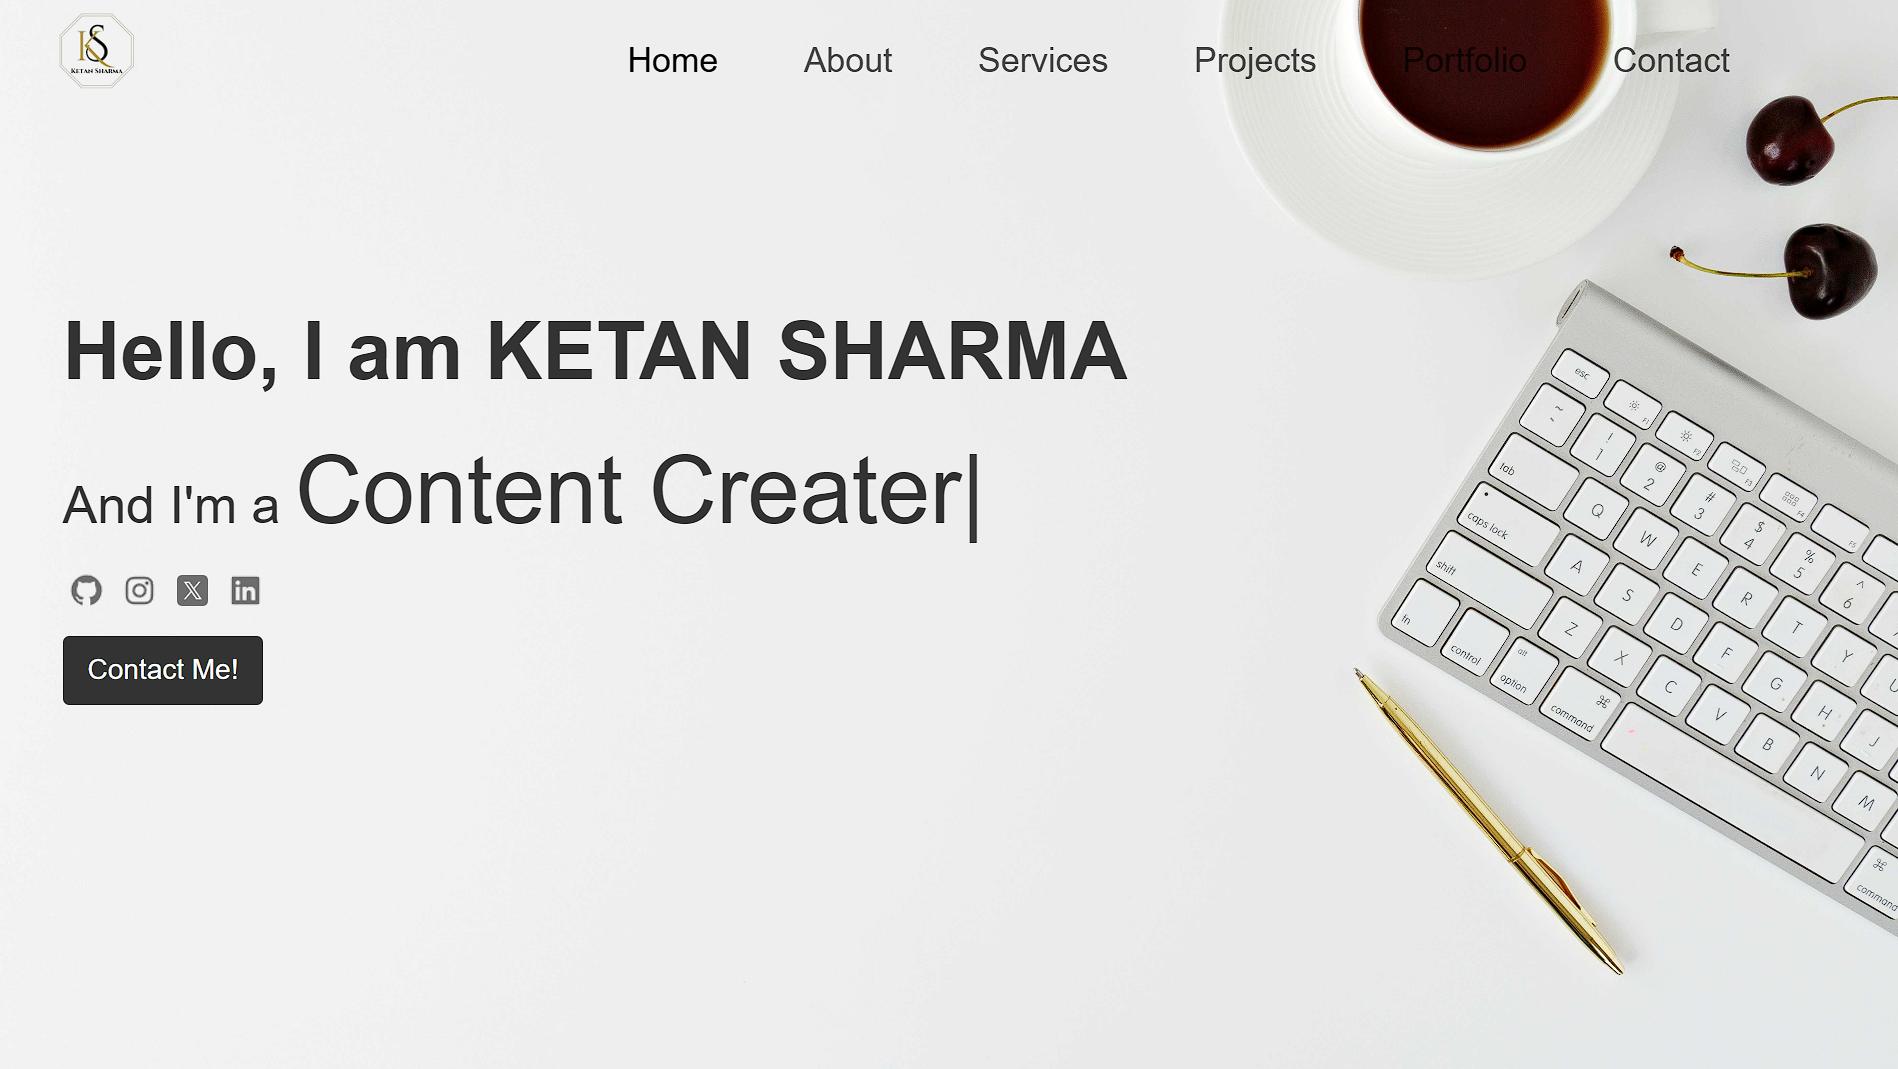 KS
KETAN SHARMA
Home About Services Projects Portfolio Contact
Hello, I am KETAN SHARMA
And I'm a Content Creater|
X in
Contact Me!
esc
~ F1 F2 F3 F4 F5
! 1 @ 2 # 3 $ 4 % 5 ^ 6
tab Q W E R T Y U
caps lock A S D F G H J
shift Z X C V B N M
fn control alt option ⌘ command ⌘ command